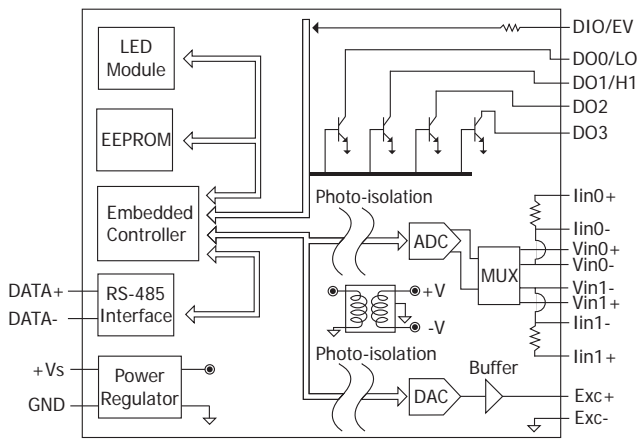 LED
Module
EEPROM
Embedded
Controller
RS-485
Interface
DATA+
DATA-
Power
Regulator
+Vs
GND
DIO/EV
DO0/LO
DO1/H1
DO2
DO3
Photo-isolation
ADC
MUX
Iin0+
Iin0-
Vin0+
Vin0-
Vin1-
Vin1+
Iin1-
Iin1+
+V
-V
Photo-isolation
DAC
Buffer
Exc+
Exc-